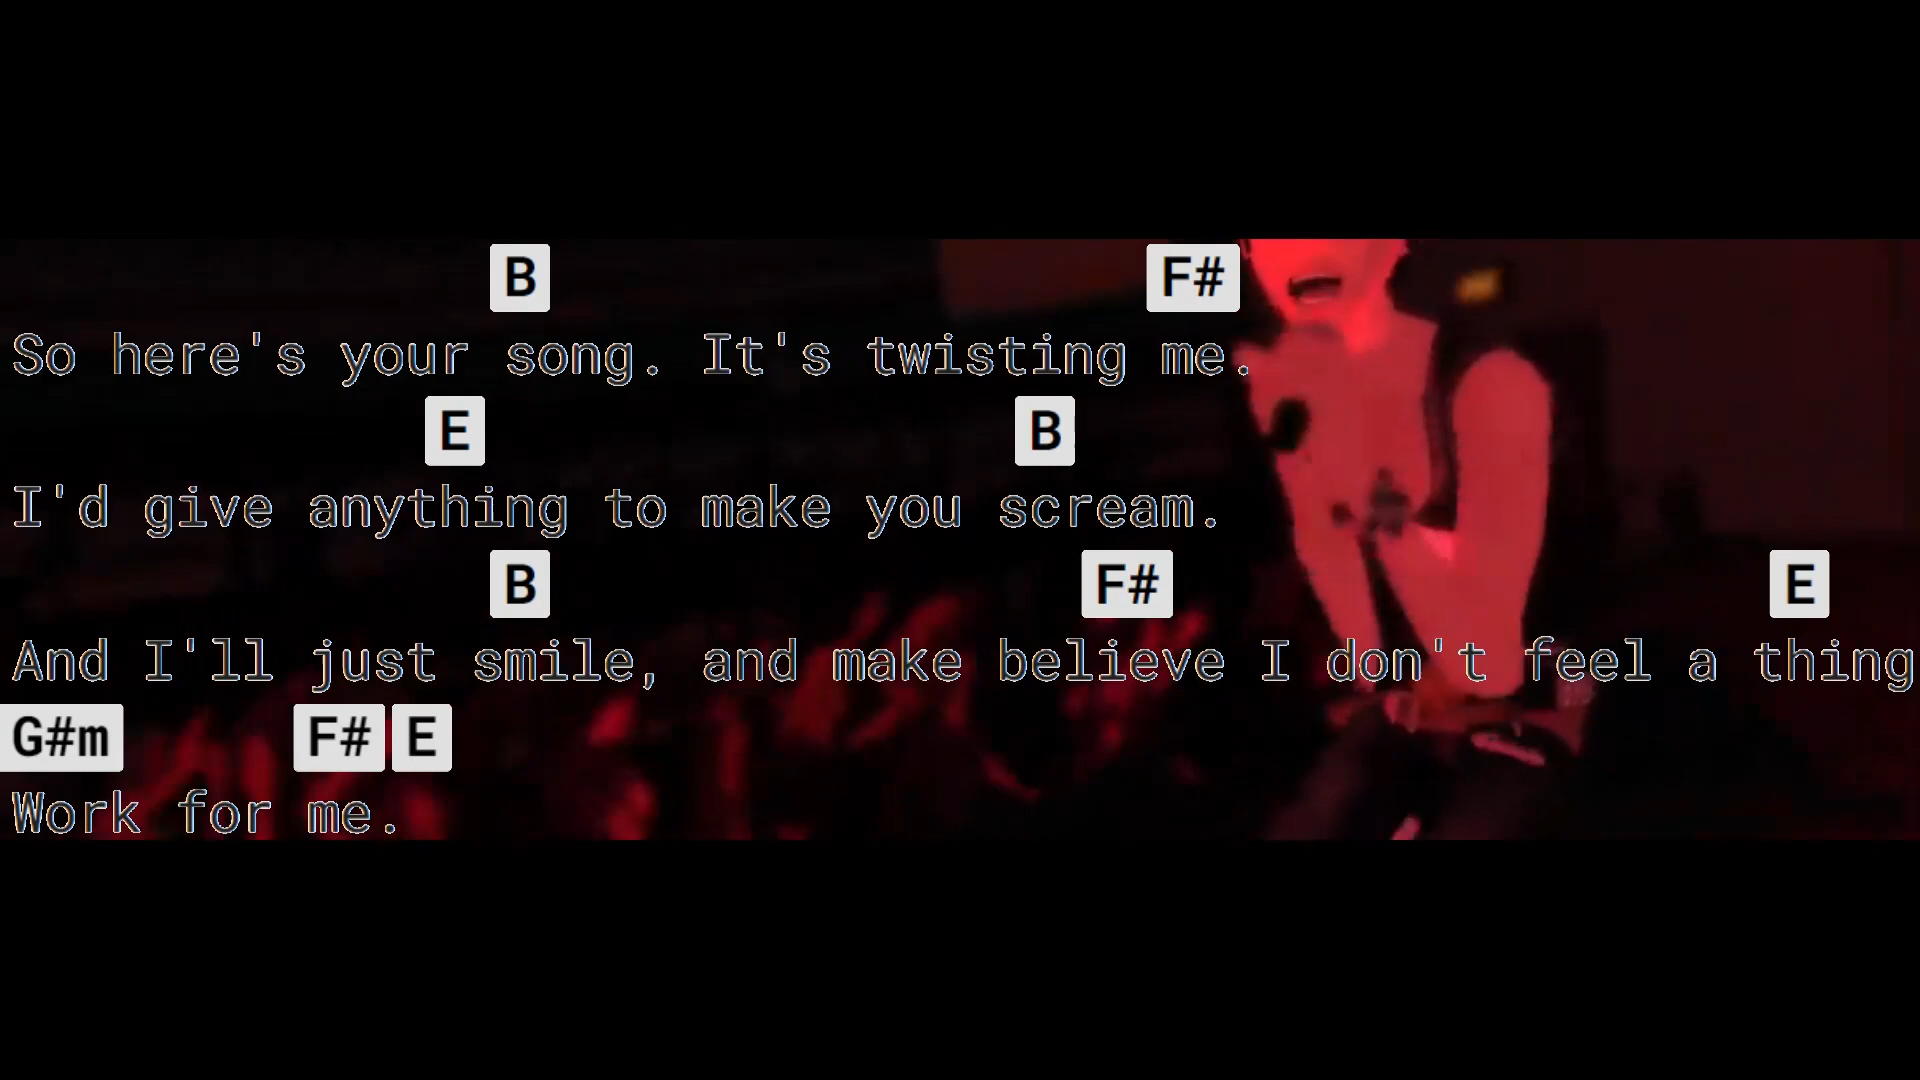 B F#
So here's your song. It's twisting me.
E B
I'd give anything to make you scream.
B F# E
And I'll just smile, and make believe I don't feel a thing
G#m F# E
Work for me.